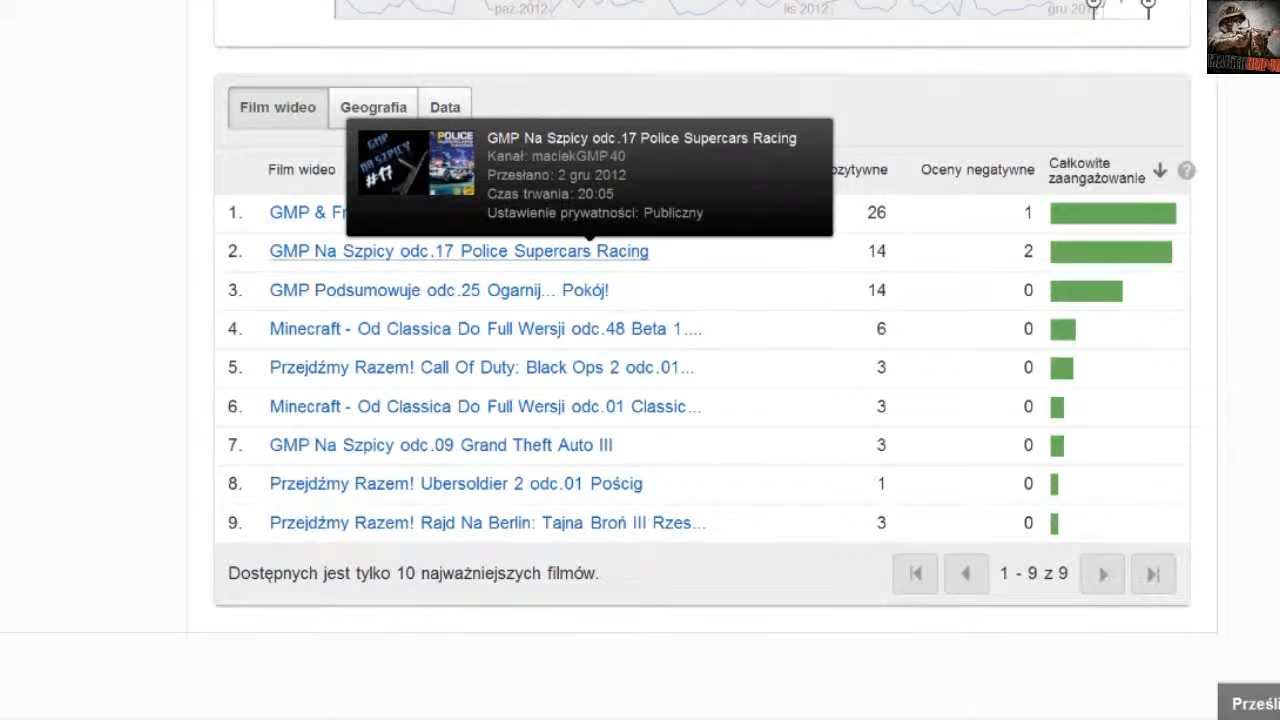 paź 2012
lis 2012
Film wideo
Geografia
Data
GMP Na Szpicy odc.17 Police Supercars Racing
Kanał: maciekGMP40
Przesłano: 2 gru 2012
Czas trwania: 20:05
Ustawienie prywatności: Publiczny
GMP
NA SZPICY
#17
POLICE
Film wideo
Oceny negatywne
Całkowite
zaangażowanie
1. GMP & 26 1
2. GMP Na Szpicy odc.17 Police Supercars Racing 14 2
3. GMP Podsumowuje odc.25 Ogarnij... Pokój! 14 0
4. Minecraft - Od Classica Do Full Wersji odc.48 Beta 1.... 6 0
5. Przejdźmy Razem! Call Of Duty: Black Ops 2 odc.01... 3 0
6. Minecraft - Od Classica Do Full Wersji odc.01 Classic... 3 0
7. GMP Na Szpicy odc.09 Grand Theft Auto III 3 0
8. Przejdźmy Razem! Ubersoldier 2 odc.01 Pościg 1 0
9. Przejdźmy Razem! Rajd Na Berlin: Tajna Broń III Rzes... 3 0
Dostępnych jest tylko 10 najważniejszych filmów.
1 - 9 z 9